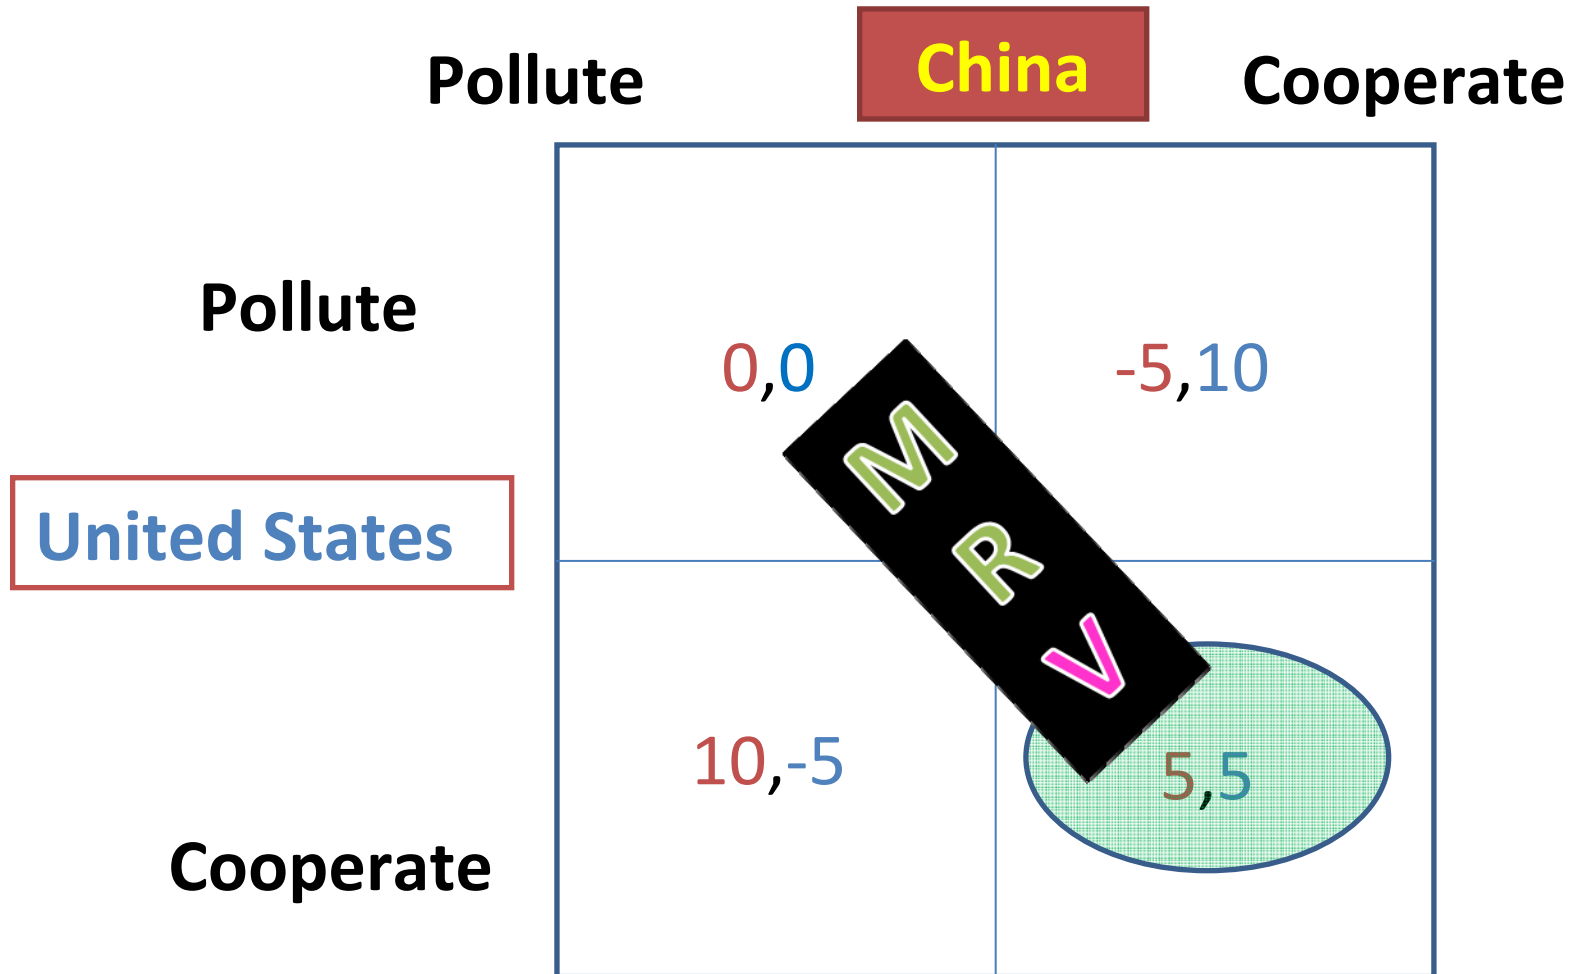 China
Pollute
Cooperate
Pollute
0,0
-5,10
M
R
V
United States
10,-5
5,5
Cooperate